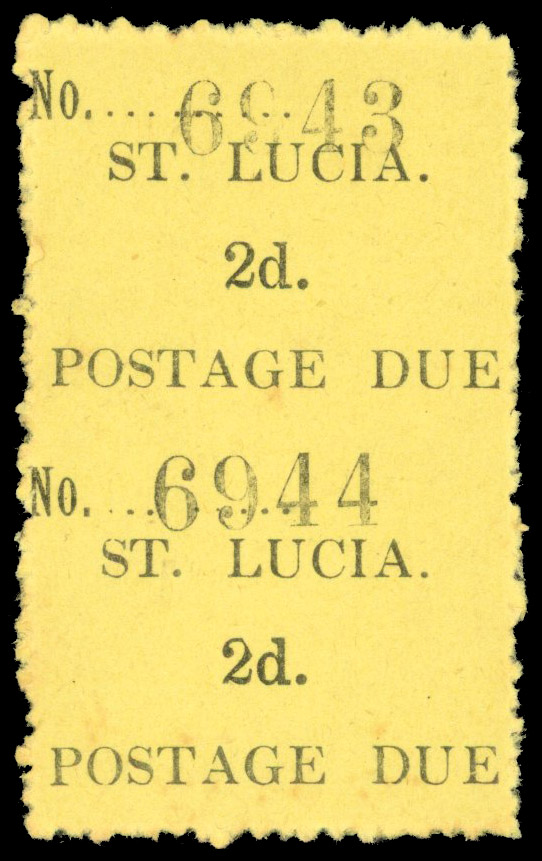 No. ........... 6943
ST. LUCIA.
2d.
POSTAGE DUE
No. ........... 6944
ST. LUCIA.
2d.
POSTAGE DUE